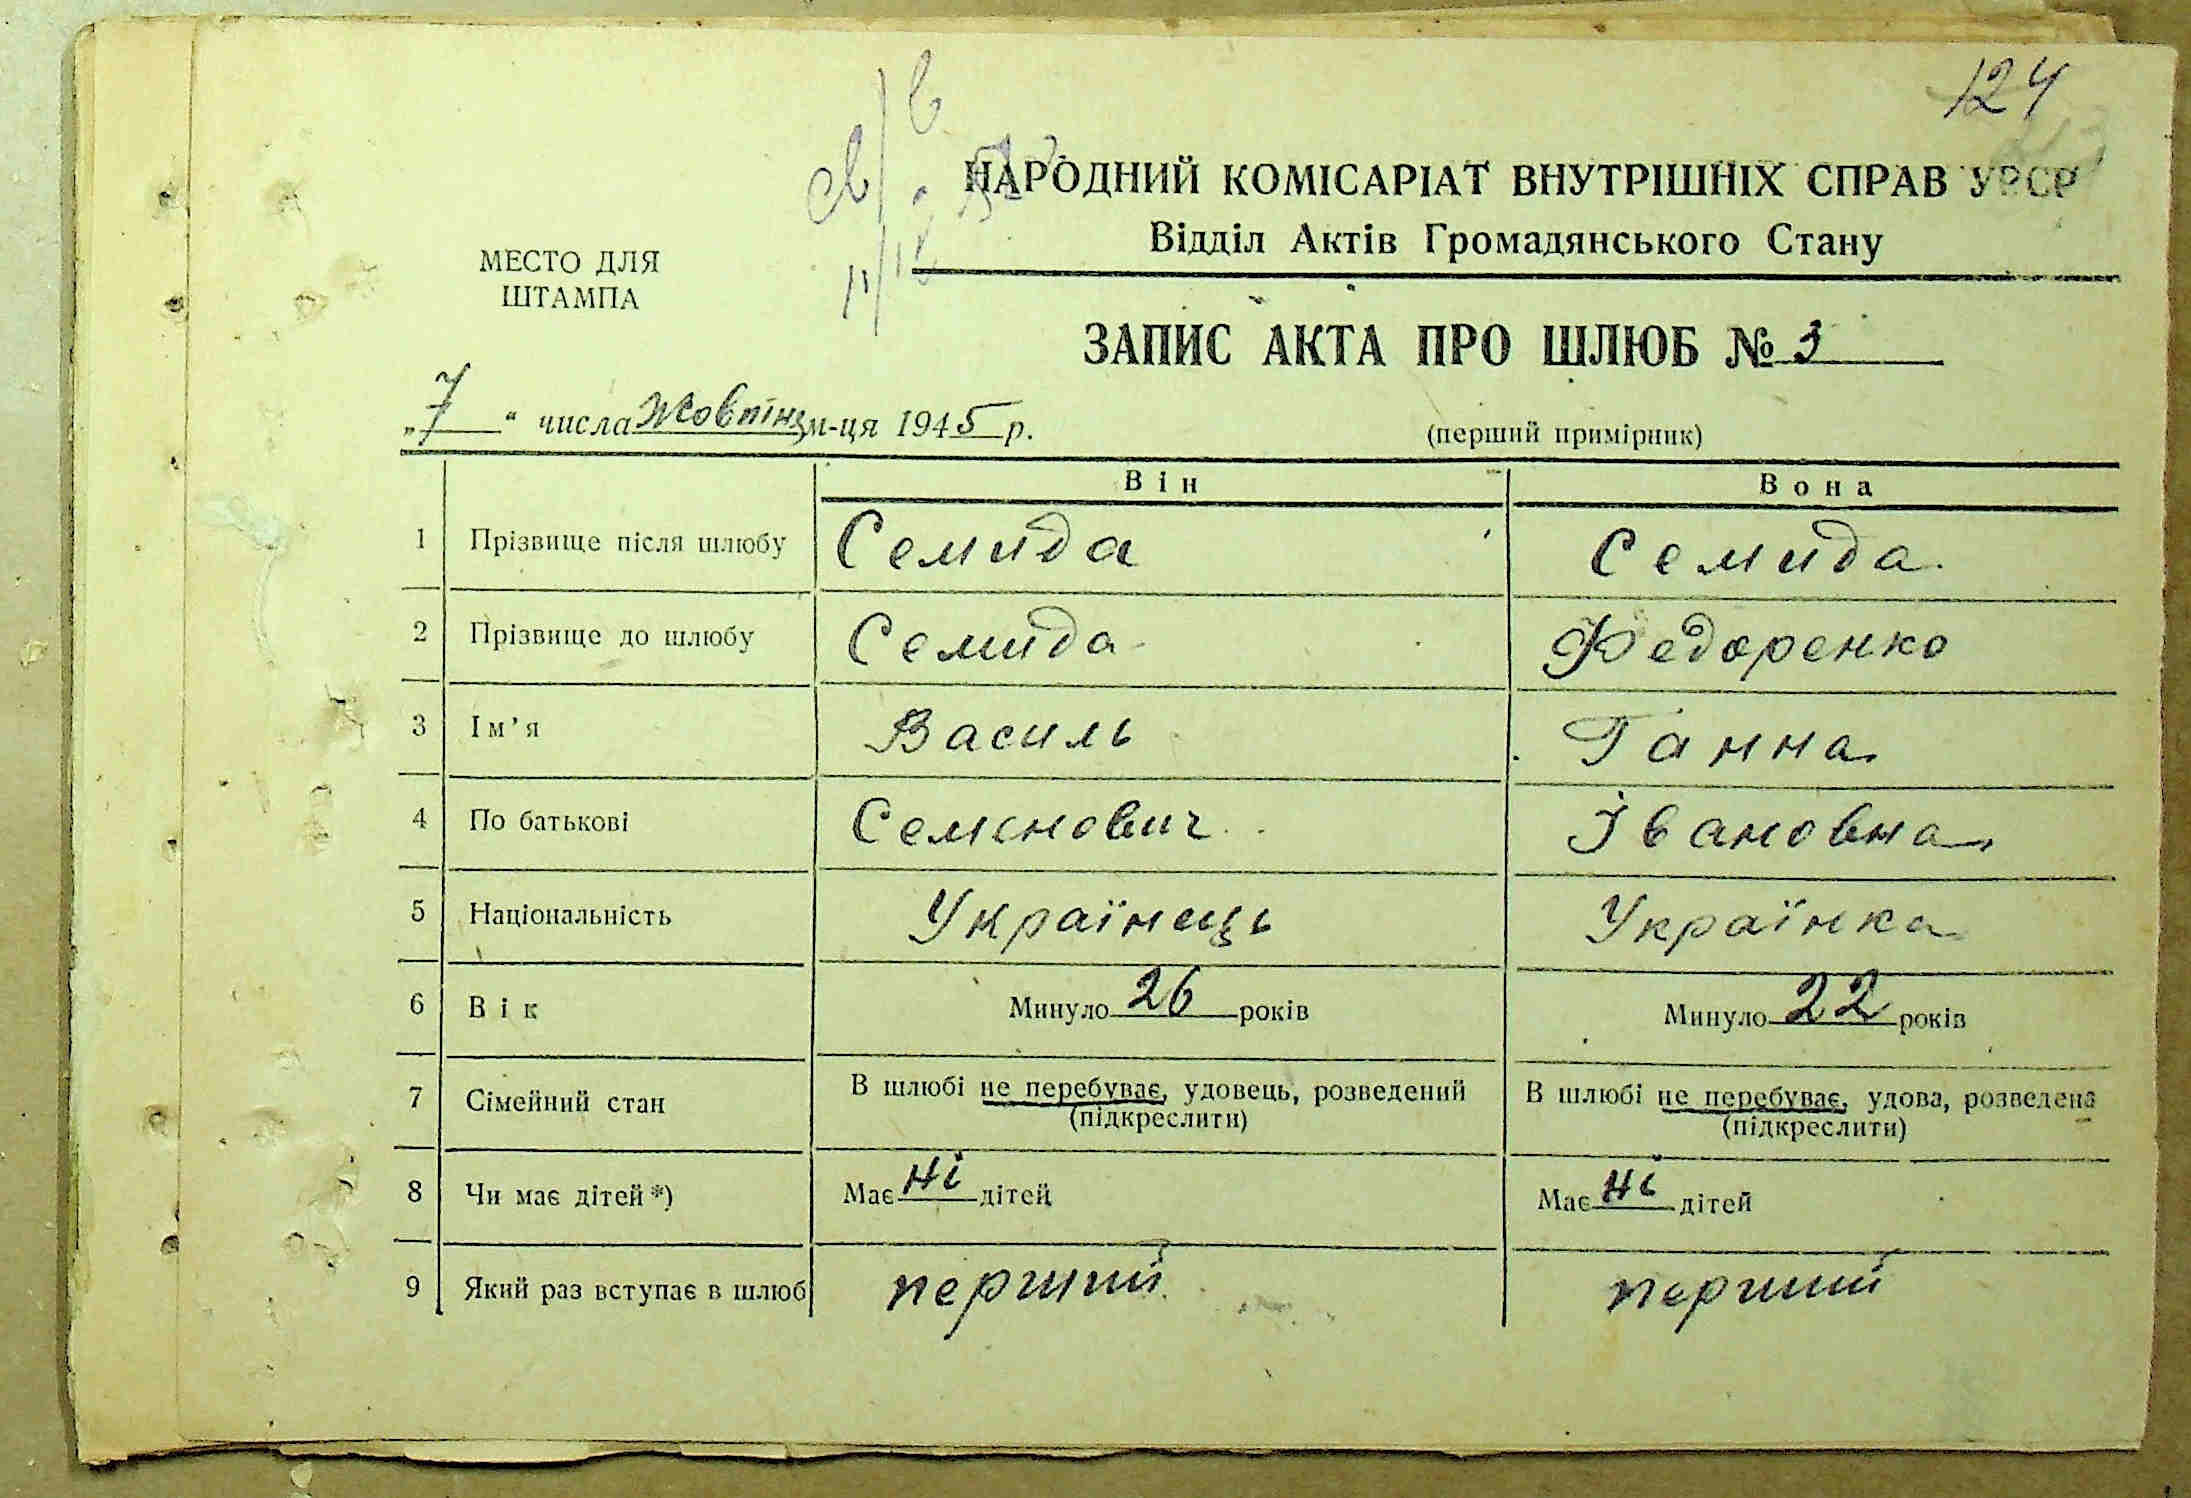 124
НАРОДНИЙ КОМІСАРІАТ ВНУТРІШНІХ СПРАВ УРСР
Відділ Актів Громадянського Стану
МЕСТО ДЛЯ
ШТАМПА
ЗАПИС АКТА ПРО ШЛЮБ № 3
„7“ числа Жовтня м-ця 1945 р.
(перший примірник)
Він Вона
1 Прізвище після шлюбу Семида Семида
2 Прізвище до шлюбу Семида Федоренко
3 Ім’я Василь Ганна
4 По батькові Семенович Івановна
5 Національність Українець Українка
6 Вік Минуло 26 років Минуло 22 років
7 Сімейний стан В шлюбі не перебуває, удовець, розведений В шлюбі не перебуває, удова, розведена
(підкреслити) (підкреслити)
8 Чи має дітей *) Має ні дітей Має ні дітей
9 Який раз вступає в шлюб перший перший